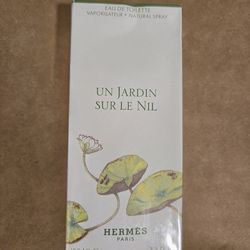 EAU DE TOILETTE
VAPORISATEUR • NATURAL SPRAY
UN JARDIN
SUR LE NIL
HERMÈS
PARIS